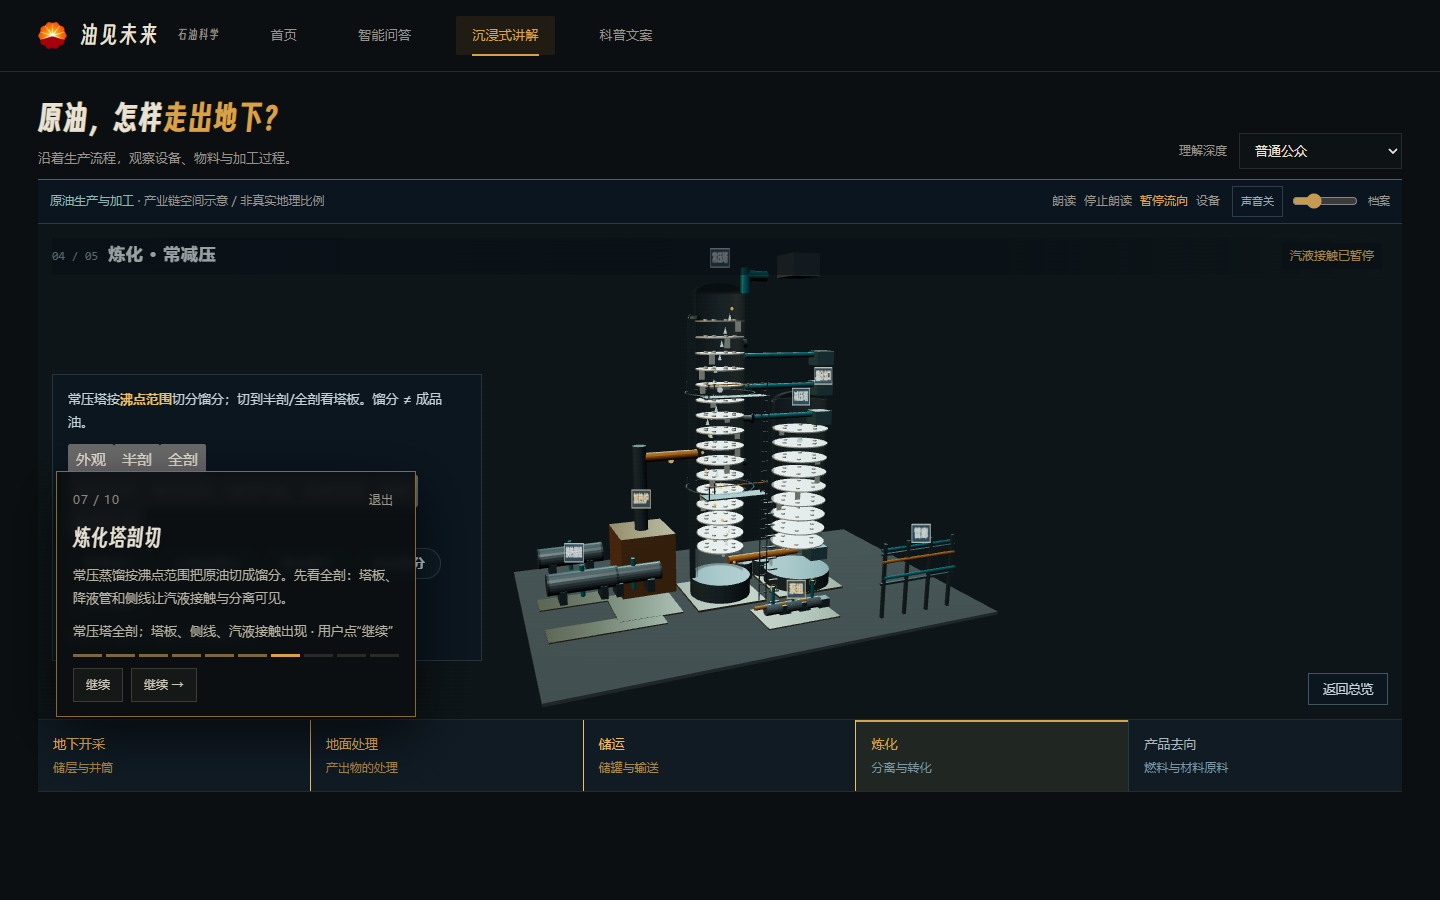 油见未来
石油科学
首页
智能问答
沉浸式讲解
科普文案
原油，怎样走出地下？
沿着生产流程，观察设备、物料与加工过程。
理解深度
普通公众
原油生产与加工 · 产业链空间示意 / 非真实地理比例
朗读
停止朗读
暂停流向
设备
声音关
档案
04 / 05
炼化 · 常减压
汽液接触已暂停
常压塔按沸点范围切分馏分；切到半剖/全剖看塔板。馏分 ≠ 成品
油。
外观
半剖
全剖
07 / 10
退出
炼化塔剖切
常压蒸馏按沸点范围把原油切成馏分。先看全剖：塔板、
降液管和侧线让汽液接触与分离可见。
常压塔全剖；塔板、侧线、汽液接触出现 · 用户点“继续”
继续
继续 →
返回总览
地下开采
储层与井筒
地面处理
产出物的处理
储运
储罐与输送
炼化
分离与转化
产品去向
燃料与材料原料